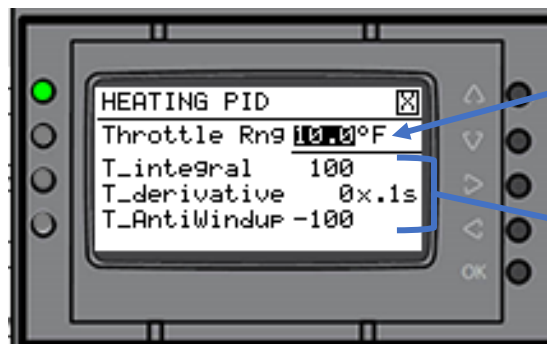 HEATING PID X
Throttle Rng 10.0°F
T_integral 100
T_derivative 0x.1s
T_AntiWindup -100
OK